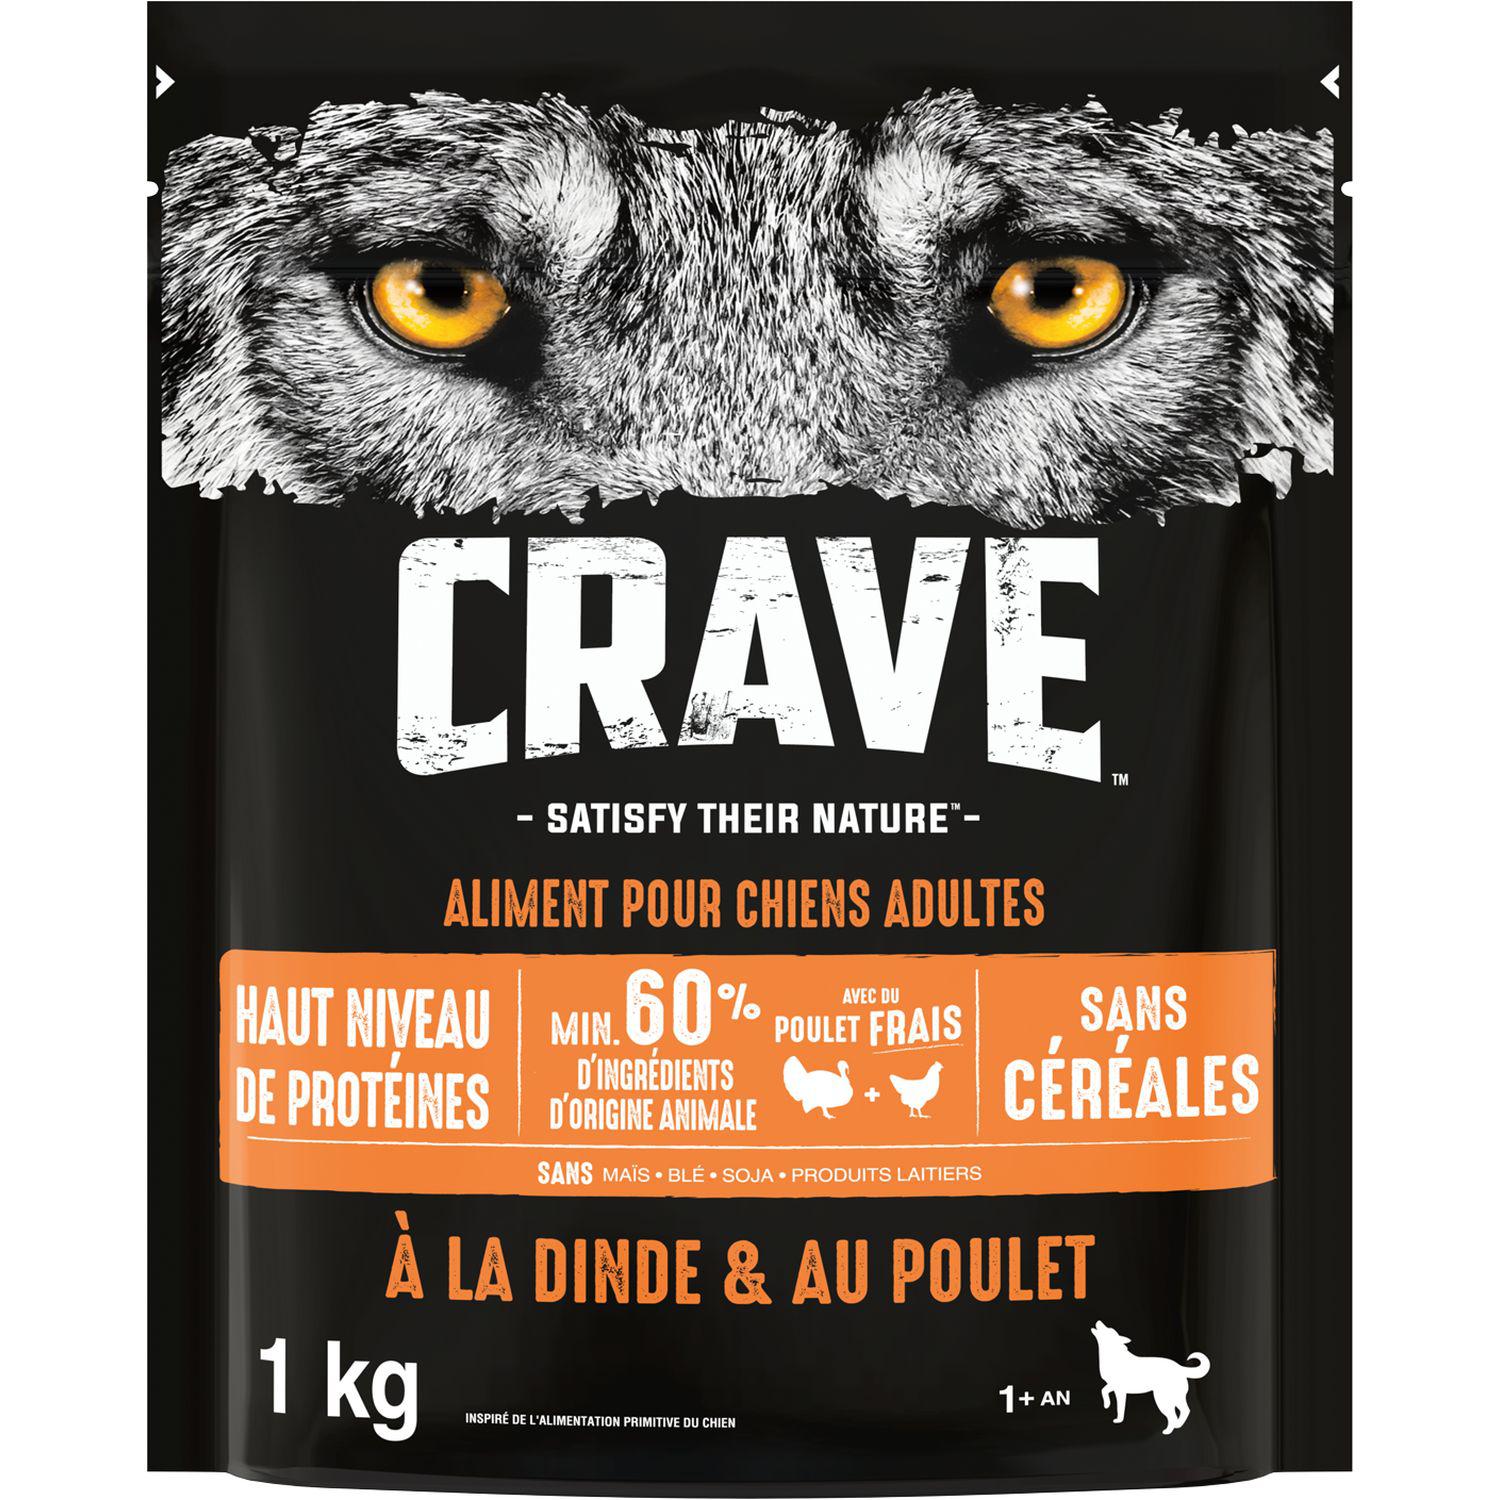 CRAVE™
- SATISFY THEIR NATURE™ -
ALIMENT POUR CHIENS ADULTES
HAUT NIVEAU
DE PROTÉINES
MIN. 60%
D'INGRÉDIENTS
D'ORIGINE ANIMALE
AVEC DU
POULET FRAIS
+
SANS
CÉRÉALES
SANS MAÏS • BLÉ • SOJA • PRODUITS LAITIERS
À LA DINDE & AU POULET
1 kg
INSPIRÉ DE L'ALIMENTATION PRIMITIVE DU CHIEN
1+ AN